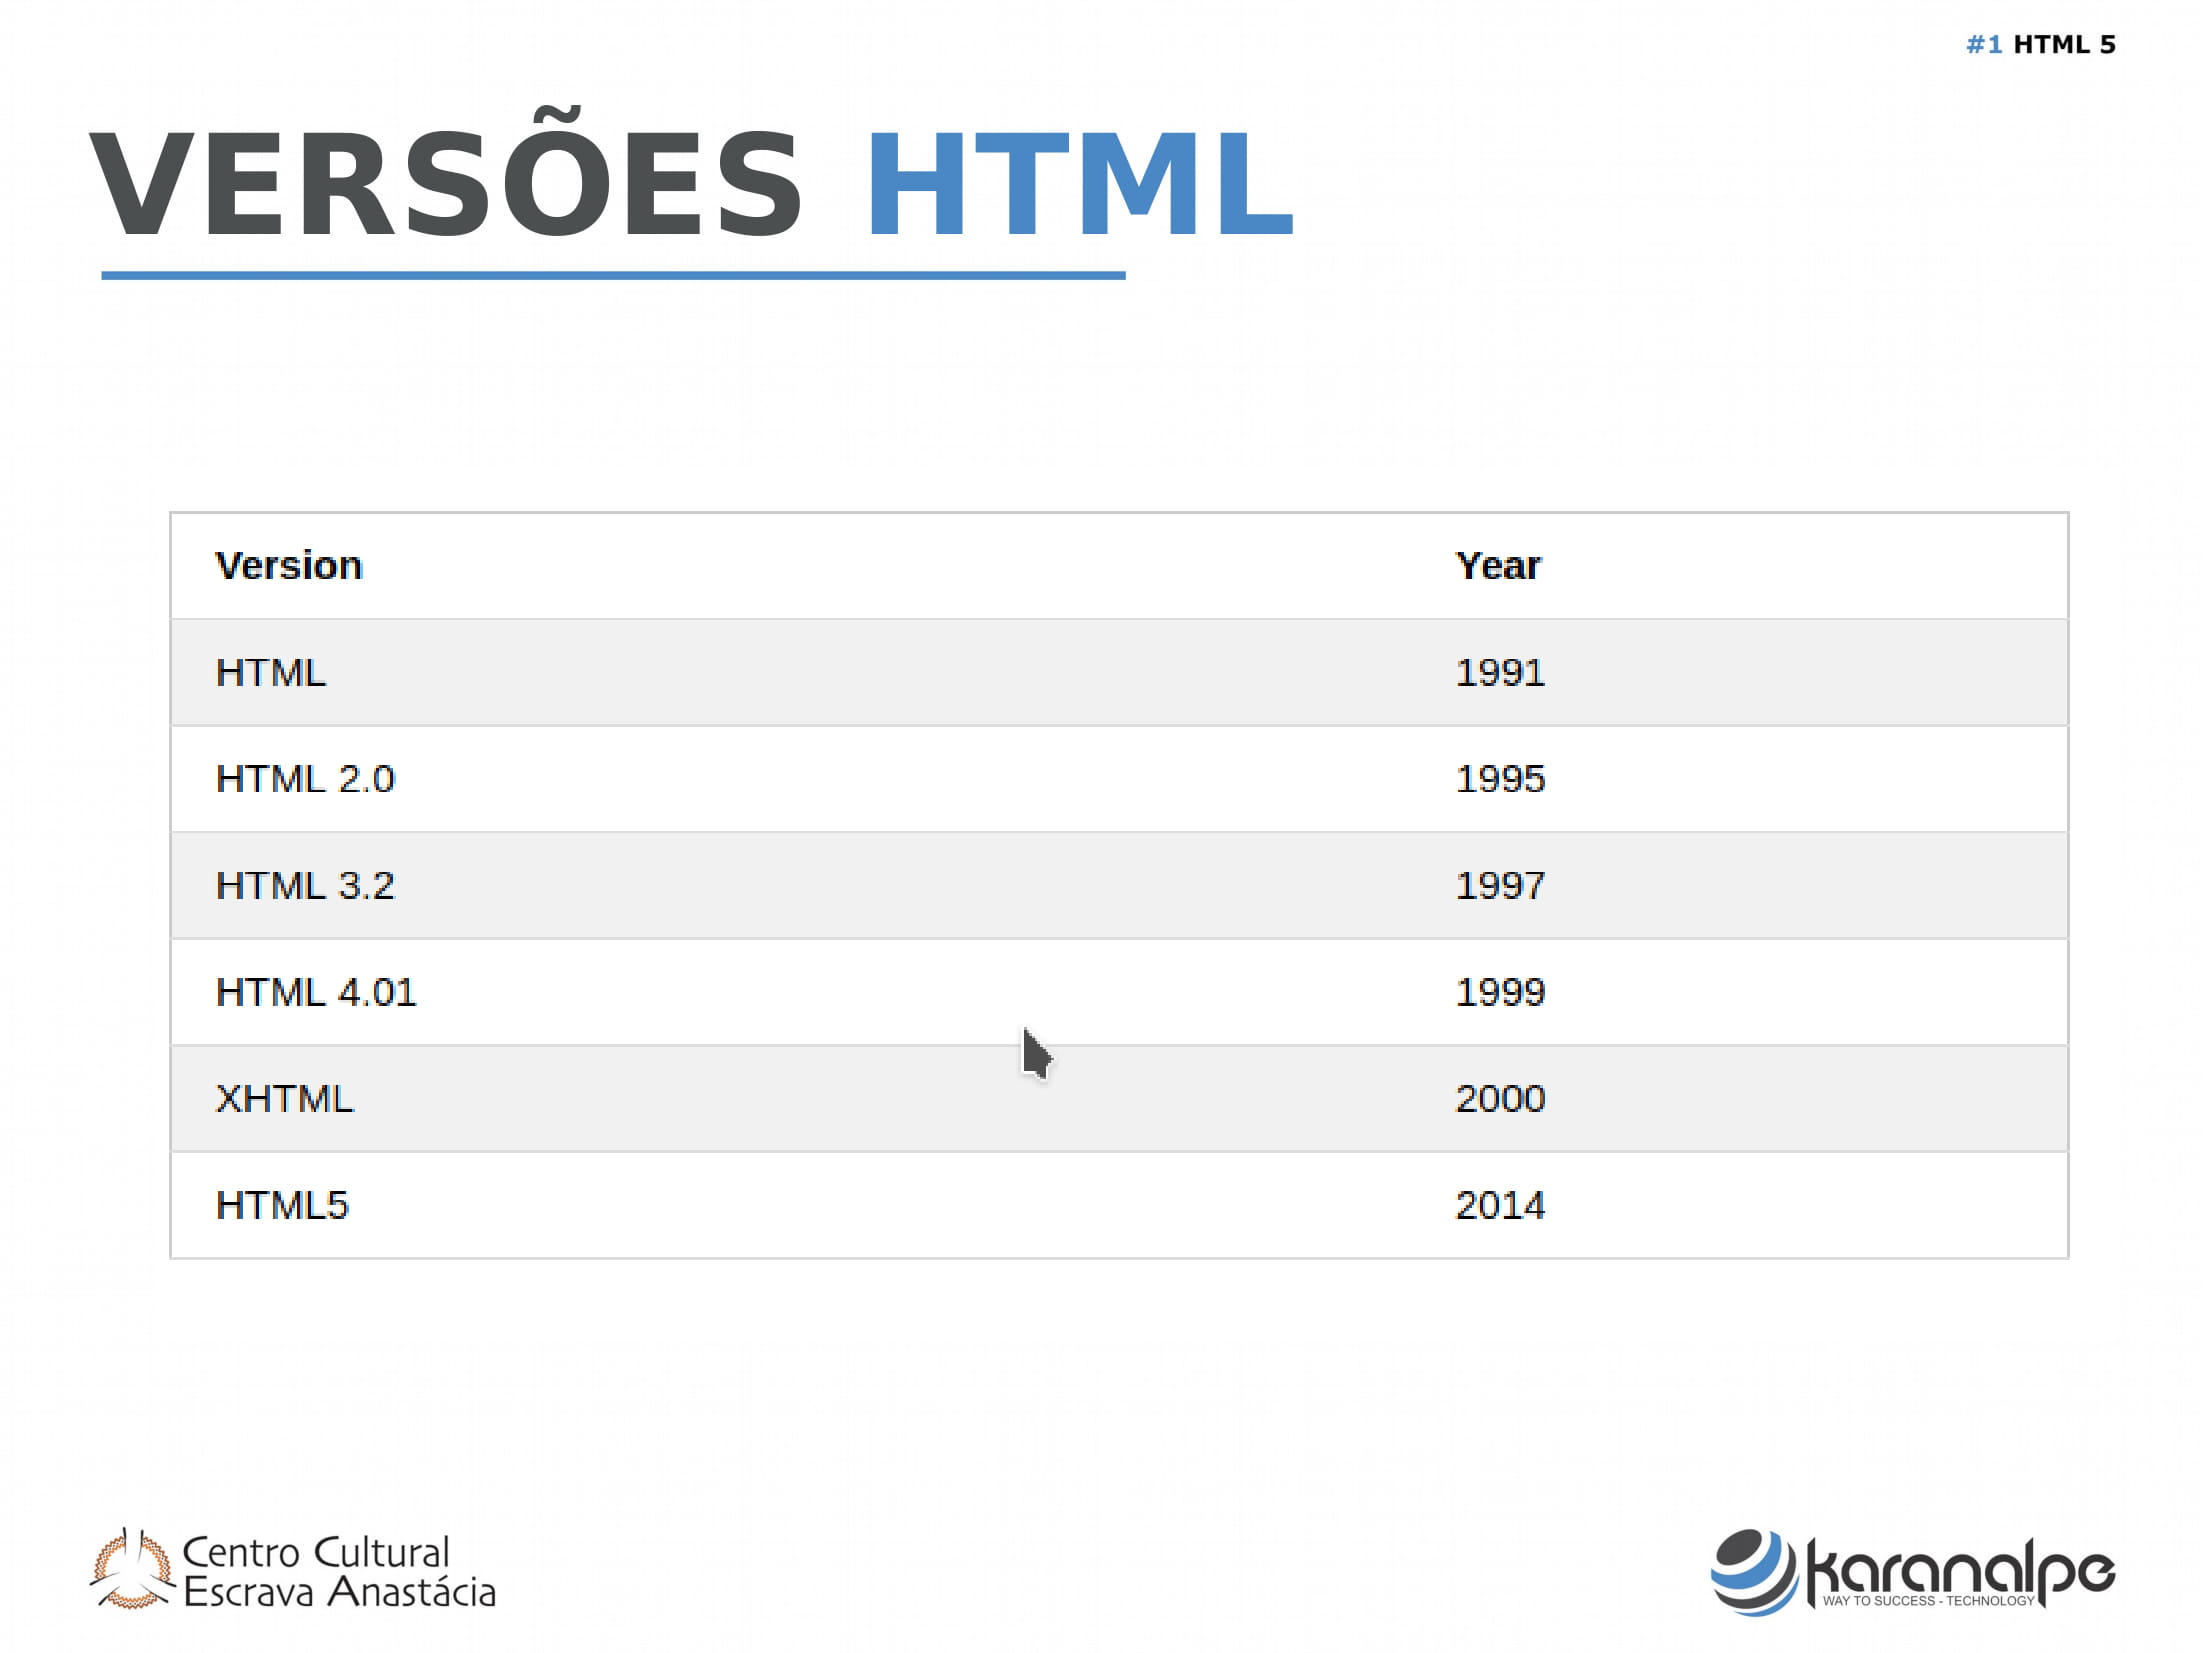 #1 HTML 5
VERSÕES HTML
Version Year
HTML 1991
HTML 2.0 1995
HTML 3.2 1997
HTML 4.01 1999
XHTML 2000
HTML5 2014
Centro Cultural
Escrava Anastácia
karanalpe
WAY TO SUCCESS - TECHNOLOGY